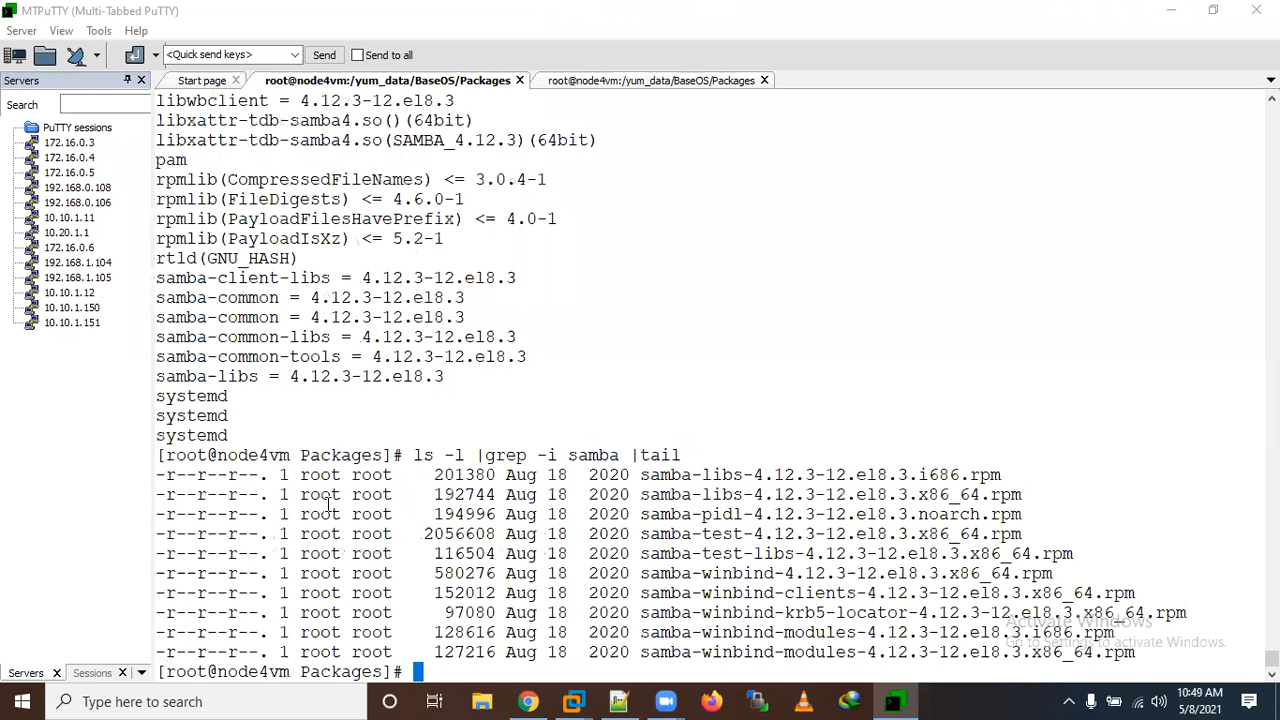 MTPuTTY (Multi-Tabbed PuTTY)
Server View Tools Help
<Quick send keys> Send Send to all
Servers
Start page
root@node4vm:/yum_data/BaseOS/Packages
root@node4vm:/yum_data/BaseOS/Packages
Search
PuTTY sessions
172.16.0.3
172.16.0.4
172.16.0.5
192.168.0.108
192.168.0.106
10.10.1.11
10.20.1.1
172.16.0.6
192.168.1.104
192.168.1.105
10.10.1.12
10.10.1.150
10.10.1.151
libwbclient = 4.12.3-12.el8.3
libxattr-tdb-samba4.so()(64bit)
libxattr-tdb-samba4.so(SAMBA_4.12.3)(64bit)
pam
rpmlib(CompressedFileNames) <= 3.0.4-1
rpmlib(FileDigests) <= 4.6.0-1
rpmlib(PayloadFilesHavePrefix) <= 4.0-1
rpmlib(PayloadIsXz) <= 5.2-1
rtld(GNU_HASH)
samba-client-libs = 4.12.3-12.el8.3
samba-common = 4.12.3-12.el8.3
samba-common = 4.12.3-12.el8.3
samba-common-libs = 4.12.3-12.el8.3
samba-common-tools = 4.12.3-12.el8.3
samba-libs = 4.12.3-12.el8.3
systemd
systemd
systemd
[root@node4vm Packages]# ls -l |grep -i samba |tail
-r--r--r--. 1 root root 201380 Aug 18 2020 samba-libs-4.12.3-12.el8.3.i686.rpm
-r--r--r--. 1 root root 192744 Aug 18 2020 samba-libs-4.12.3-12.el8.3.x86_64.rpm
-r--r--r--. 1 root root 194996 Aug 18 2020 samba-pidl-4.12.3-12.el8.3.noarch.rpm
-r--r--r--. 1 root root 2056608 Aug 18 2020 samba-test-4.12.3-12.el8.3.x86_64.rpm
-r--r--r--. 1 root root 116504 Aug 18 2020 samba-test-libs-4.12.3-12.el8.3.x86_64.rpm
-r--r--r--. 1 root root 580276 Aug 18 2020 samba-winbind-4.12.3-12.el8.3.x86_64.rpm
-r--r--r--. 1 root root 152012 Aug 18 2020 samba-winbind-clients-4.12.3-12.el8.3.x86_64.rpm
-r--r--r--. 1 root root 97080 Aug 18 2020 samba-winbind-krb5-locator-4.12.3-12.el8.3.x86_64.rpm
-r--r--r--. 1 root root 128616 Aug 18 2020 samba-winbind-modules-4.12.3-12.el8.3.i686.rpm
-r--r--r--. 1 root root 127216 Aug 18 2020 samba-winbind-modules-4.12.3-12.el8.3.x86_64.rpm
[root@node4vm Packages]#
Activate Windows
Go to Settings to activate Windows.
Servers Sessions
Type here to search
10:49 AM
5/8/2021